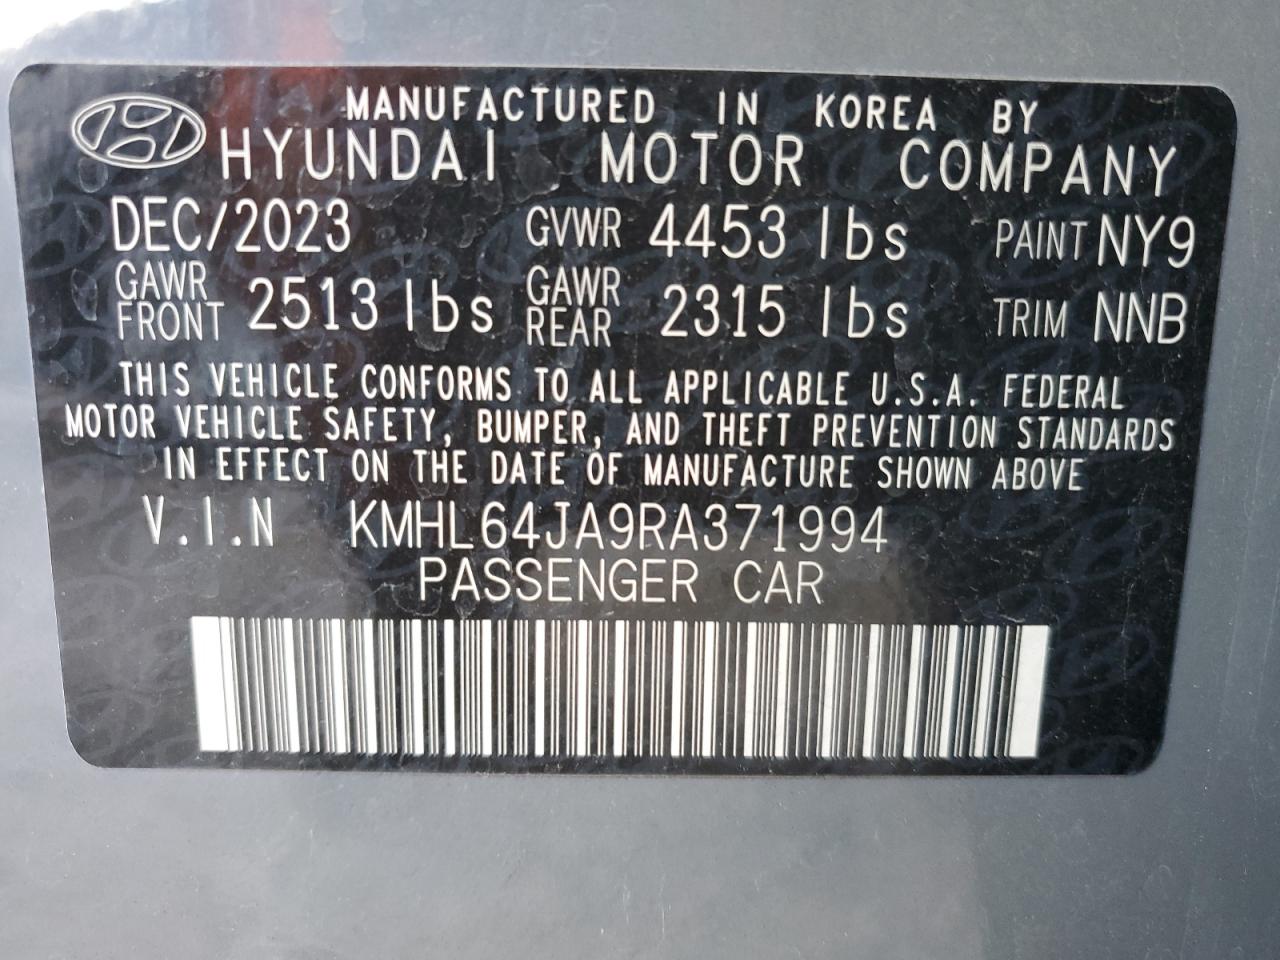 MANUFACTURED IN KOREA BY
HYUNDAI MOTOR COMPANY
DEC/2023 GVWR 4453 lbs PAINT NY9
GAWR FRONT 2513 lbs GAWR REAR 2315 lbs TRIM NNB
THIS VEHICLE CONFORMS TO ALL APPLICABLE U.S.A. FEDERAL
MOTOR VEHICLE SAFETY, BUMPER, AND THEFT PREVENTION STANDARDS
IN EFFECT ON THE DATE OF MANUFACTURE SHOWN ABOVE
V.I.N KMHL64JA9RA371994
PASSENGER CAR